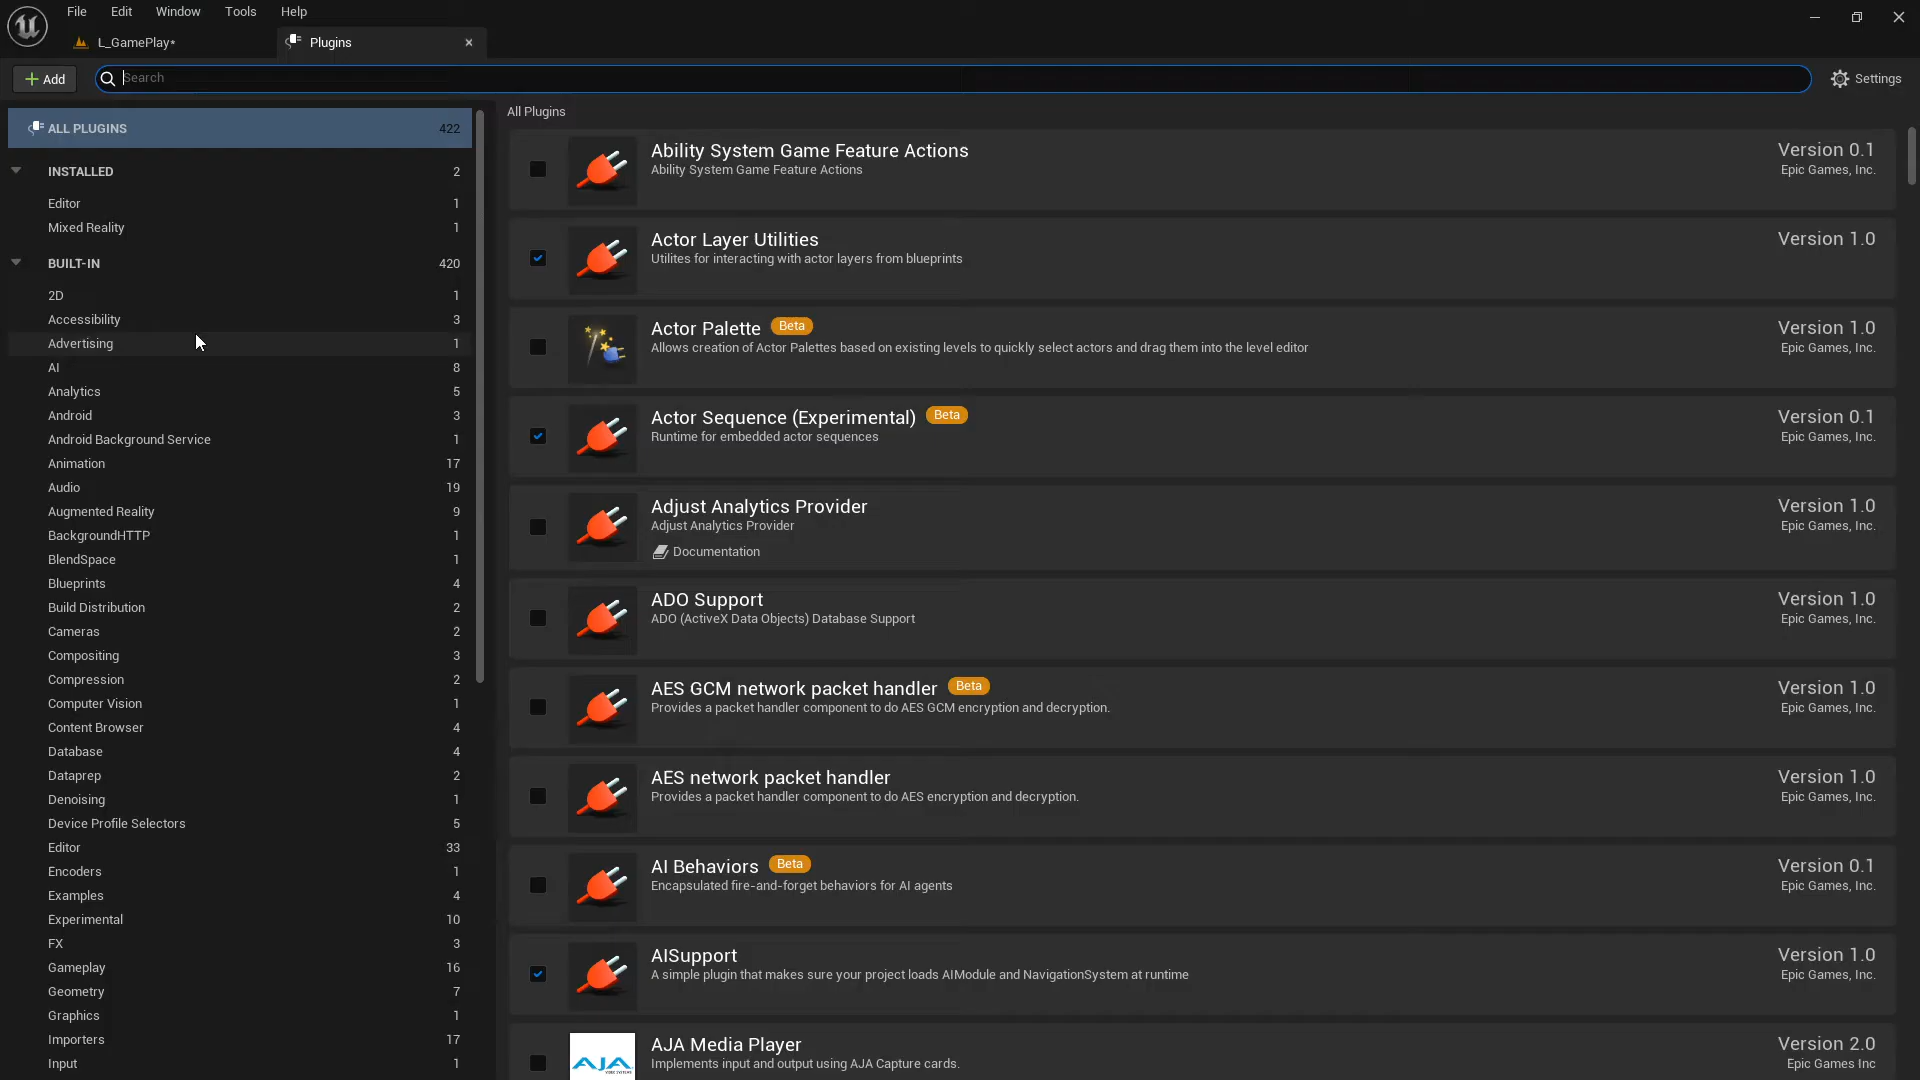 File Edit Window Tools Help
L_GamePlay*
Plugins
Add
Search
Settings
ALL PLUGINS 422
INSTALLED 2
Editor 1
Mixed Reality 1
BUILT-IN 420
2D 1
Accessibility 3
Advertising 1
AI 8
Analytics 5
Android 3
Android Background Service 1
Animation 17
Audio 19
Augmented Reality 9
BackgroundHTTP 1
BlendSpace 1
Blueprints 4
Build Distribution 2
Cameras 2
Compositing 3
Compression 2
Computer Vision 1
Content Browser 4
Database 4
Dataprep 2
Denoising 1
Device Profile Selectors 5
Editor 33
Encoders 1
Examples 4
Experimental 10
FX 3
Gameplay 16
Geometry 7
Graphics 1
Importers 17
Input 1
All Plugins
Ability System Game Feature Actions Version 0.1
Ability System Game Feature Actions Epic Games, Inc.
Actor Layer Utilities Version 1.0
Utilites for interacting with actor layers from blueprints
Actor Palette Beta Version 1.0
Allows creation of Actor Palettes based on existing levels to quickly select actors and drag them into the level editor Epic Games, Inc.
Actor Sequence (Experimental) Beta Version 0.1
Runtime for embedded actor sequences Epic Games, Inc.
Adjust Analytics Provider Version 1.0
Adjust Analytics Provider Epic Games, Inc.
Documentation
ADO Support Version 1.0
ADO (ActiveX Data Objects) Database Support Epic Games, Inc.
AES GCM network packet handler Beta Version 1.0
Provides a packet handler component to do AES GCM encryption and decryption. Epic Games, Inc.
AES network packet handler Version 1.0
Provides a packet handler component to do AES encryption and decryption. Epic Games, Inc.
AI Behaviors Beta Version 0.1
Encapsulated fire-and-forget behaviors for AI agents Epic Games, Inc.
AISupport Version 1.0
A simple plugin that makes sure your project loads AIModule and NavigationSystem at runtime Epic Games, Inc.
AJA Media Player Version 2.0
Implements input and output using AJA Capture cards. Epic Games Inc
AJA
VIDEO SYSTEMS